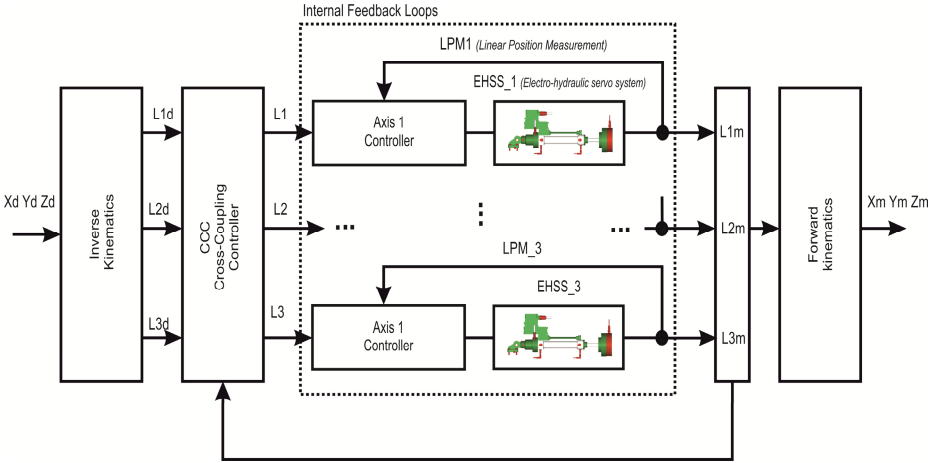 Internal Feedback Loops
LPM1 (Linear Position Measurement)
EHSS_1 (Electro-hydraulic servo system)
Xd Yd Zd
Inverse
Kinematics
L1d
L2d
L3d
CCC
Cross-Coupling
Controller
L1
L2
L3
Axis 1
Controller
...
...
...
LPM_3
EHSS_3
Axis 1
Controller
L1m
L2m
L3m
Forward
kinematics
Xm Ym Zm